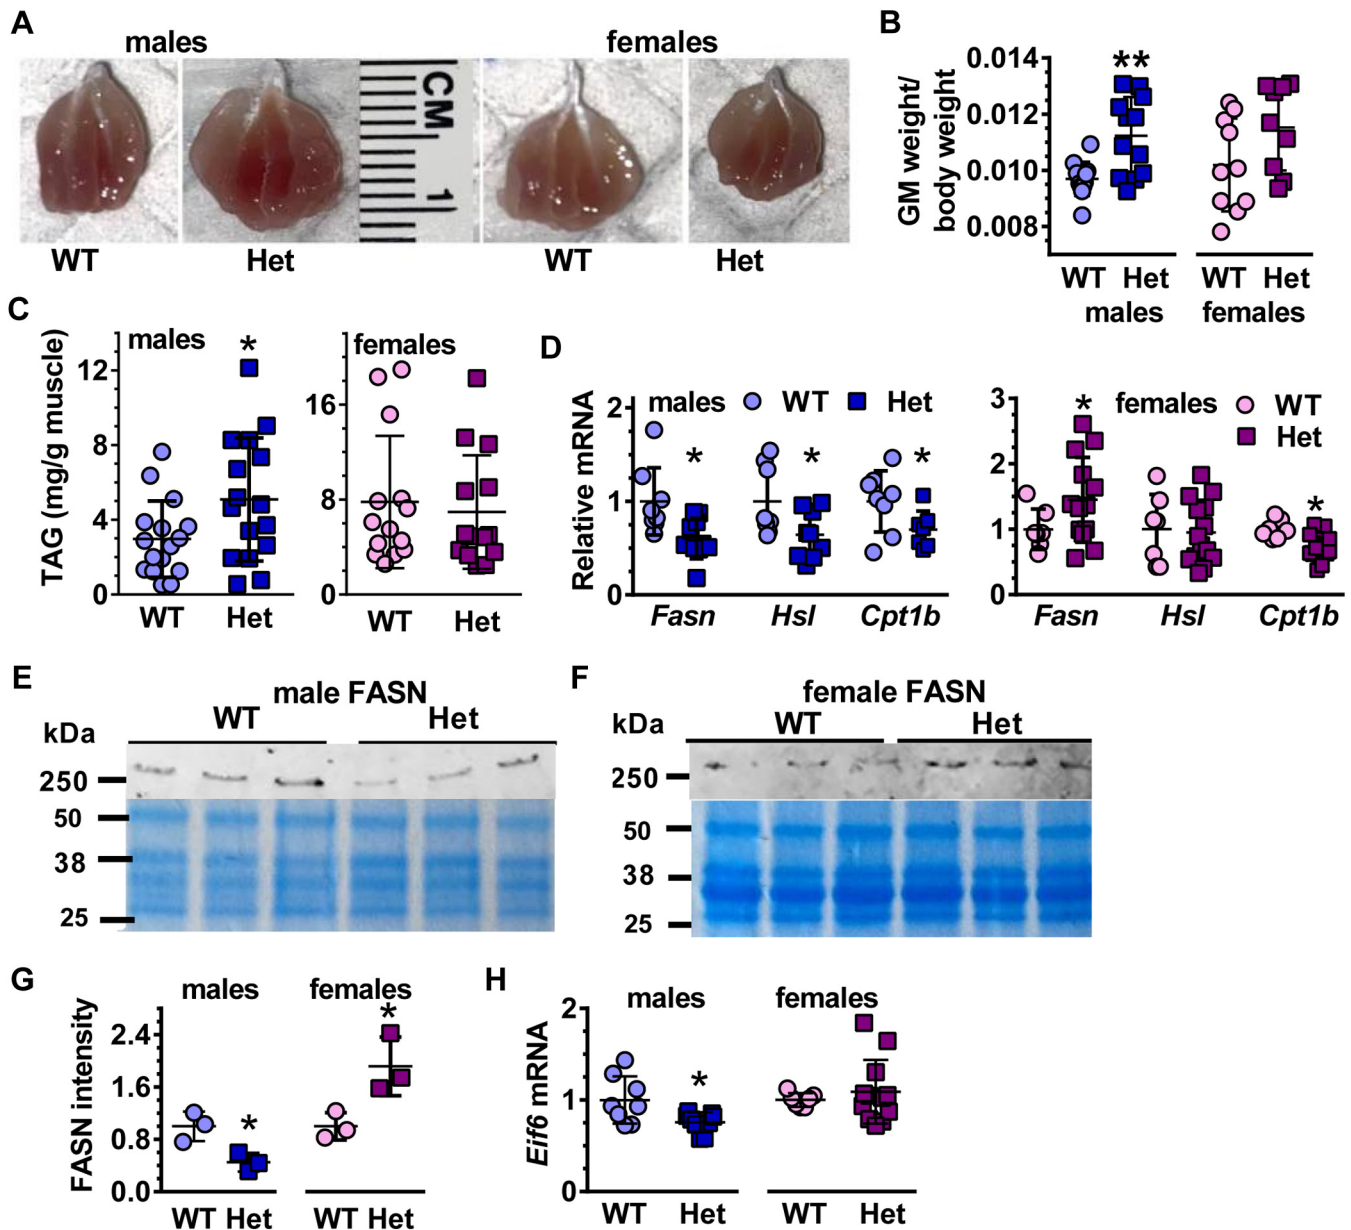 A
males
females
CM
1
WT
Het
WT
Het
B
GM weight/
body weight
0.014
0.012
0.010
0.008
**
WT Het WT Het
males females
C
TAG (mg/g muscle)
males
*
12
8
4
0
WT Het
females
16
8
0
WT Het
D
Relative mRNA
males WT Het
2
1
0
* * *
Fasn Hsl Cpt1b
females WT
Het
3
2
1
0
* *
Fasn Hsl Cpt1b
E
male FASN
WT Het
kDa
250
50
38
25
F
female FASN
WT Het
kDa
250
50
38
25
G
FASN intensity
males females
2.4
1.6
0.8
0.0
* *
WT Het WT Het
H
Eif6 mRNA
males females
2
1
0
*
WT Het WT Het